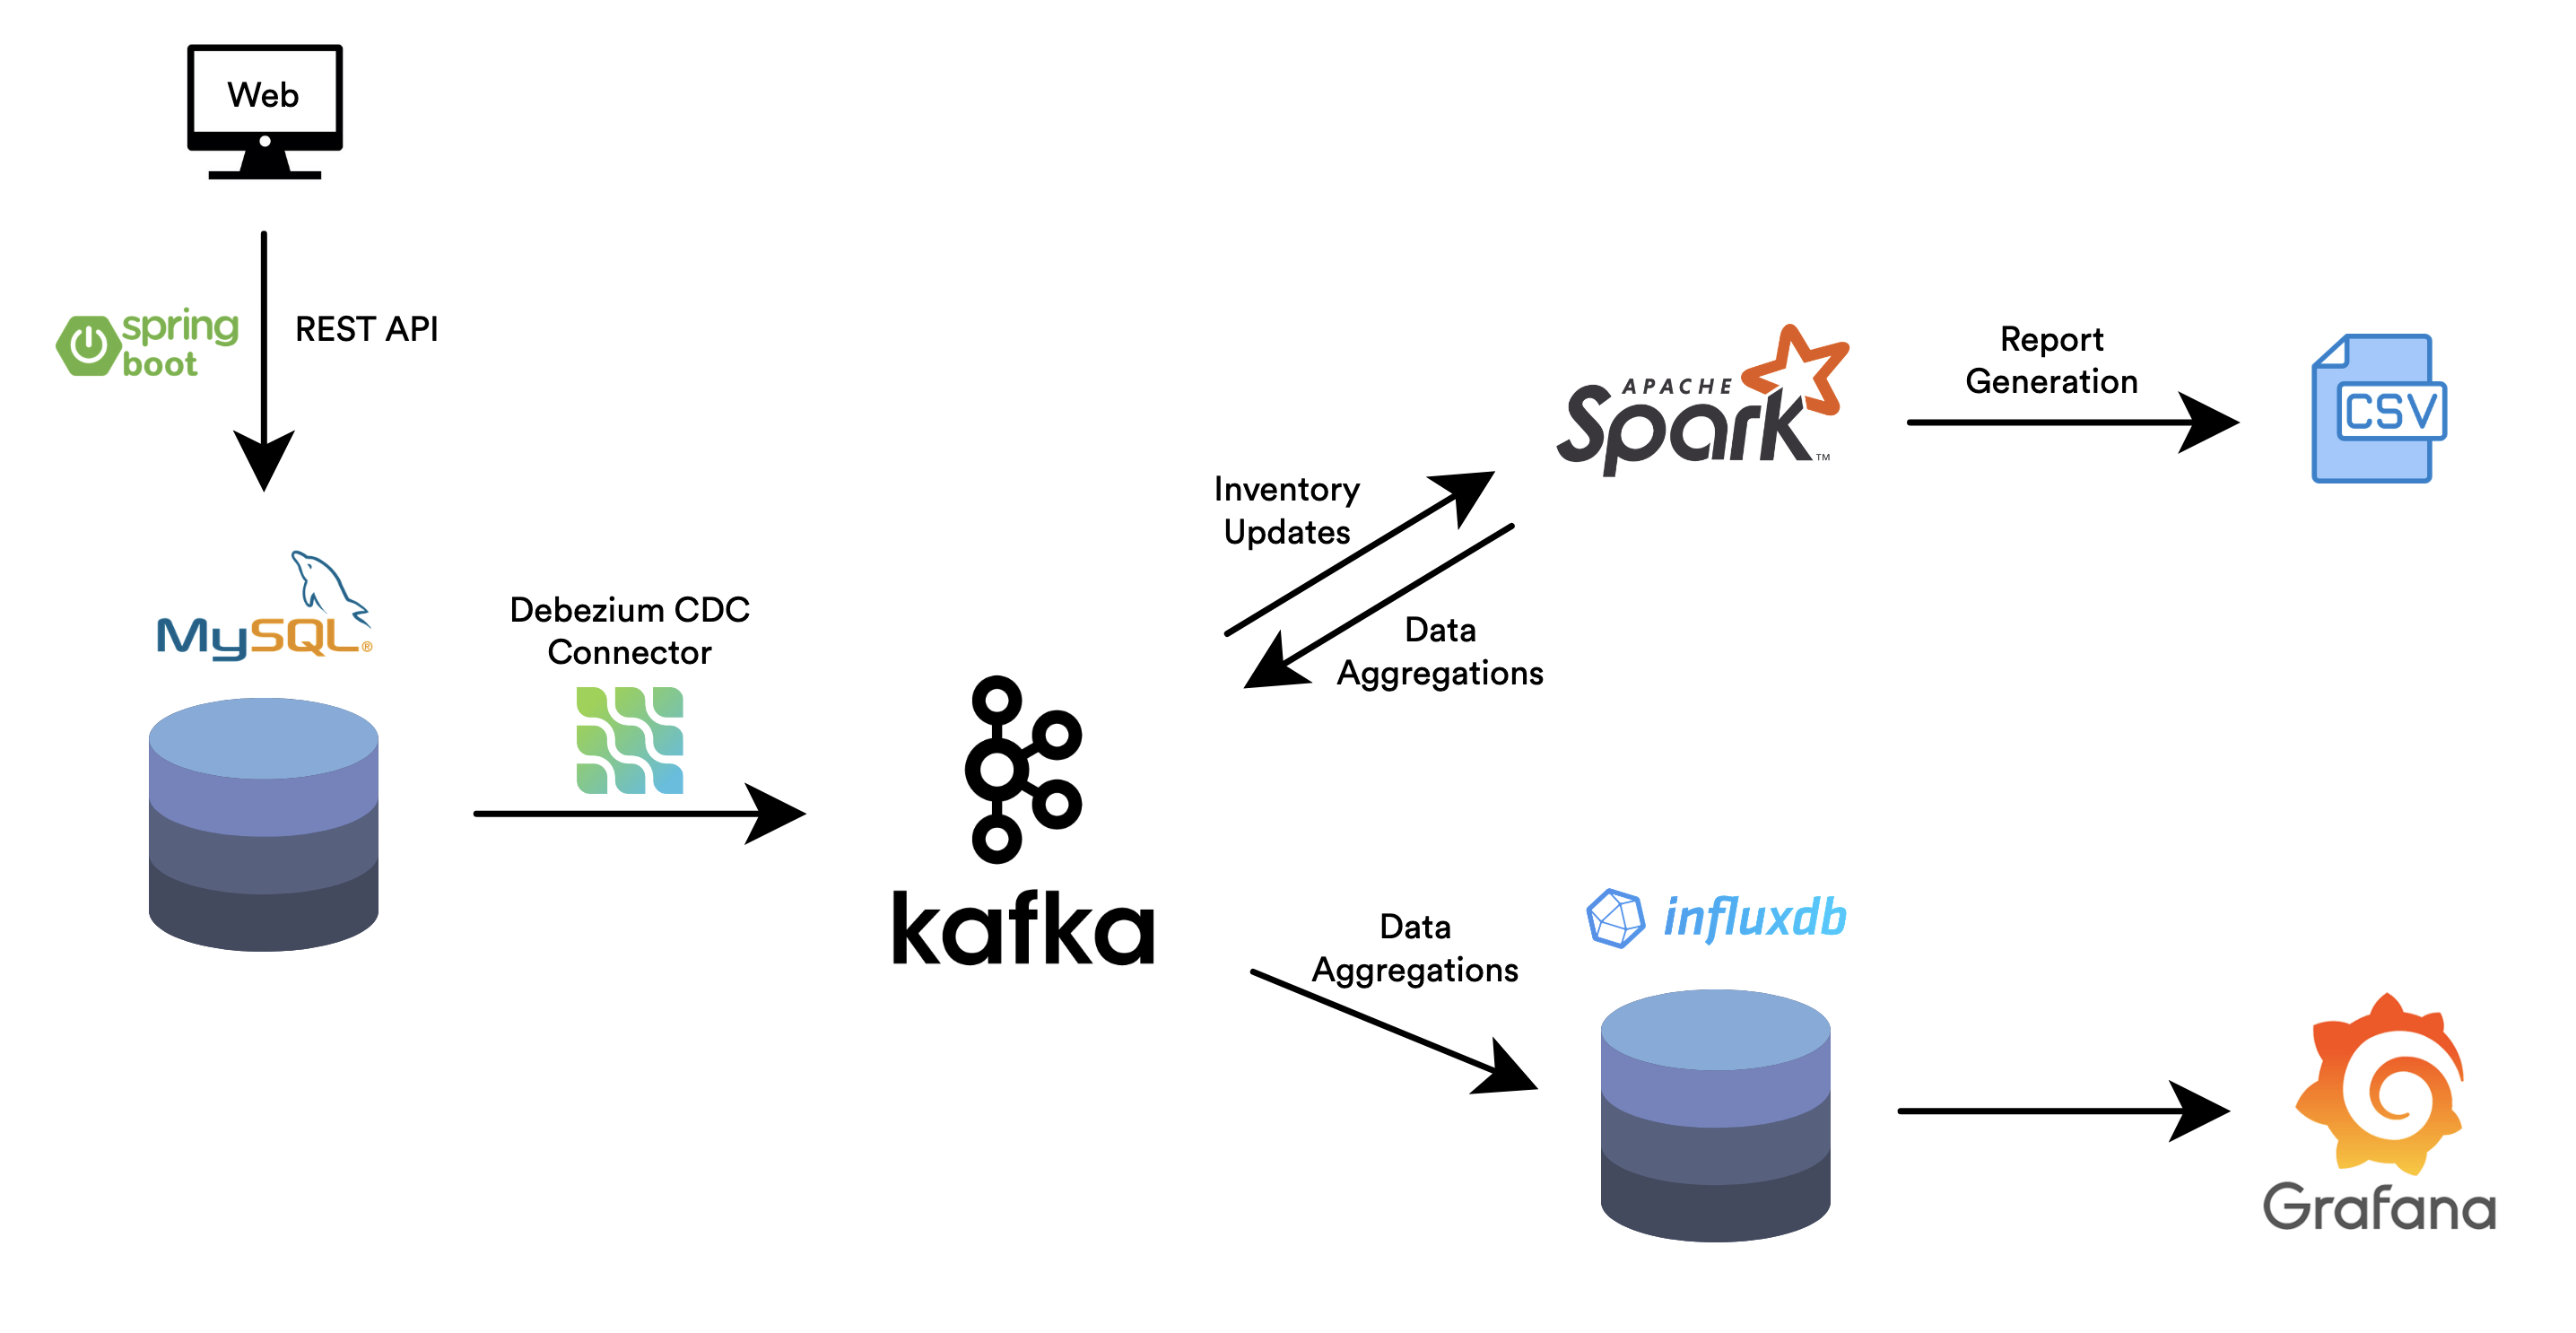 Web
spring
boot
REST API
MySQL®
Debezium CDC
Connector
kafka
Inventory
Updates
Data
Aggregations
APACHE
Spark™
Report
Generation
CSV
Data
Aggregations
influxdb
Grafana